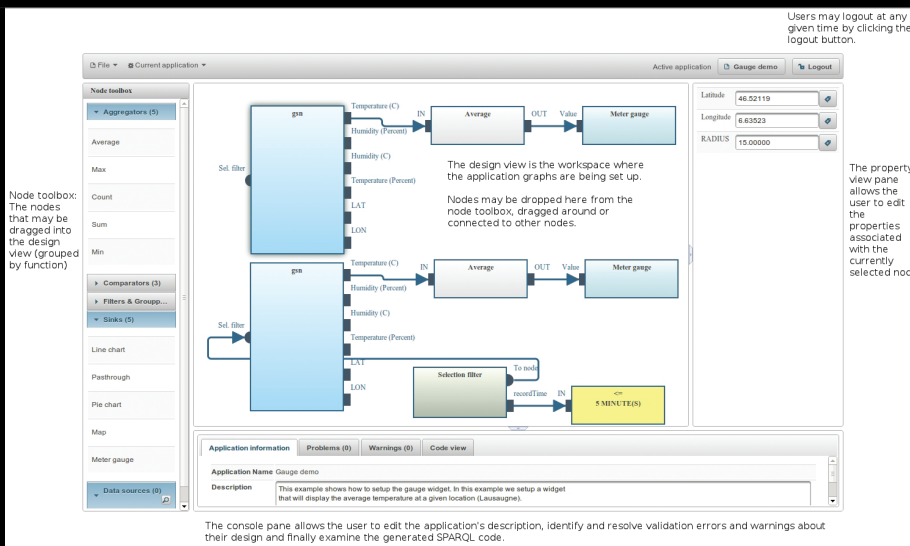 Users may logout at any
given time by clicking the
logout button.
File
Current application
Active application
Gauge demo
Logout
Node toolbox
Aggregators (5)
Average
Max
Count
Sum
Min
Comparators (3)
Filters & Groupp...
Sinks (5)
Line chart
Pasthrough
Pie chart
Map
Meter gauge
Data sources (0)
Node toolbox:
The nodes
that may be
dragged into
the design
view (grouped
by function)
gsn
Sel. filter
Temperature (C)
Humidity (Percent)
Humidity (C)
Temperature (Percent)
LAT
LON
IN
Average
OUT
Value
Meter gauge
The design view is the workspace where
the application graphs are being set up.
Nodes may be dropped here from the
node toolbox, dragged around or
connected to other nodes.
gsn
Sel. filter
Temperature (C)
Humidity (Percent)
Humidity (C)
Temperature (Percent)
LAT
LON
IN
Average
OUT
Value
Meter gauge
Selection filter
To node
recordTime
IN
<=
5 MINUTE(S)
Latitude
46.52119
Longitude
6.63523
RADIUS
15.00000
The property
view pane
allows the
user to edit
the
properties
associated
with the
currently
selected nod
Application information
Problems (0)
Warnings (0)
Code view
Application Name Gauge demo
Description
This example shows how to setup the gauge widget. In this example we setup a widget
that will display the average temperature at a given location (Lausaugne).
The console pane allows the user to edit the application's description, identify and resolve validation errors and warnings about
their design and finally examine the generated SPARQL code.